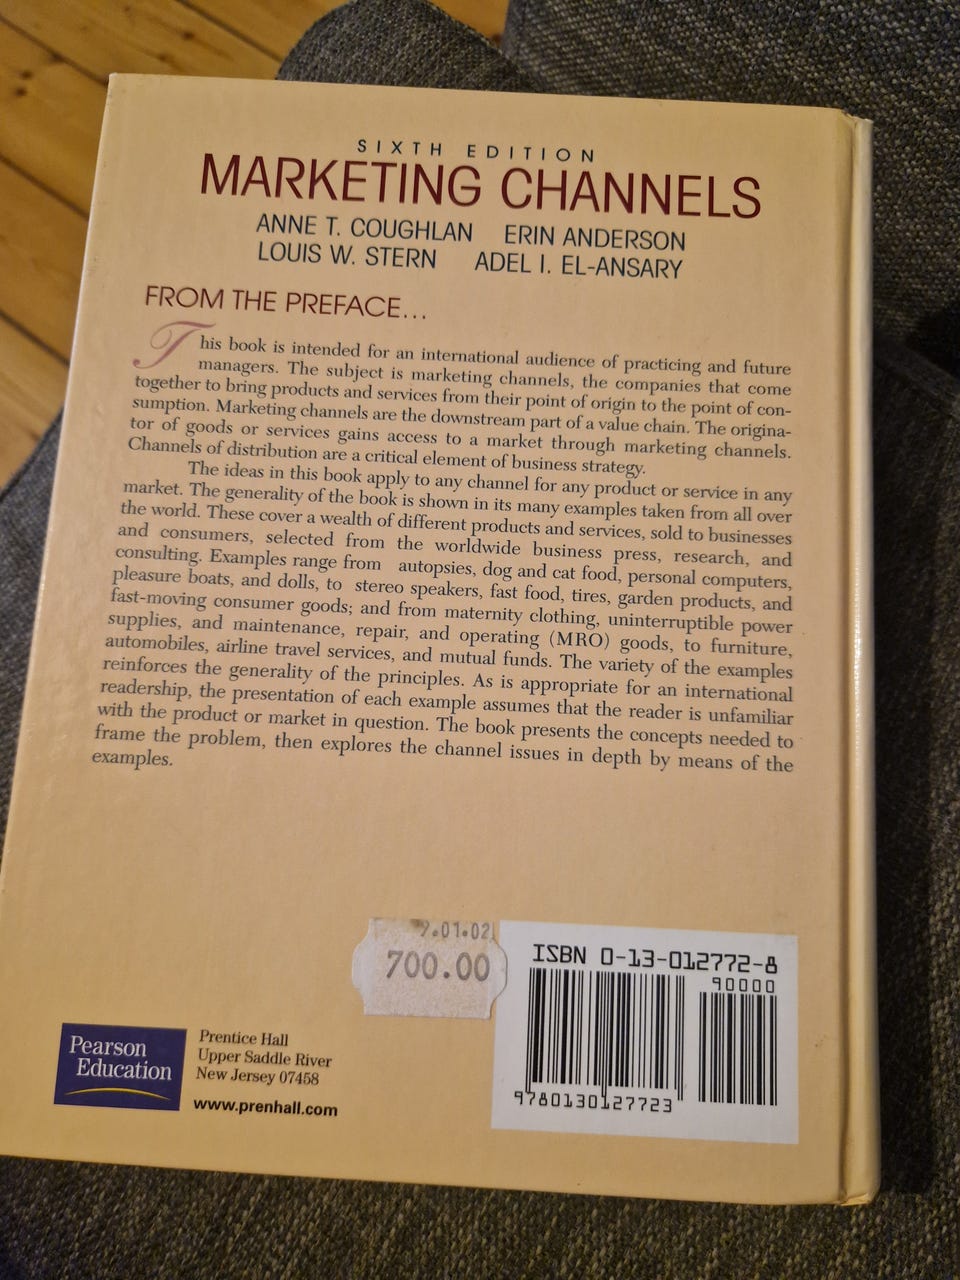 SIXTH EDITION
MARKETING CHANNELS
ANNE T. COUGHLAN ERIN ANDERSON
LOUIS W. STERN ADEL I. EL-ANSARY
FROM THE PREFACE...
This book is intended for an international audience of practicing and future
managers. The subject is marketing channels, the companies that come
together to bring products and services from their point of origin to the point of con-
sumption. Marketing channels are the downstream part of a value chain. The origina-
tor of goods or services gains access to a market through marketing channels.
Channels of distribution are a critical element of business strategy.
The ideas in this book apply to any channel for any product or service in any
market. The generality of the book is shown in its many examples taken from all over
the world. These cover a wealth of different products and services, sold to businesses
and consumers, selected from the worldwide business press, research, and
consulting. Examples range from autopsies, dog and cat food, personal computers,
pleasure boats, and dolls, to stereo speakers, fast food, tires, garden products, and
fast-moving consumer goods; and from maternity clothing, uninterruptible power
supplies, and maintenance, repair, and operating (MRO) goods, to furniture,
automobiles, airline travel services, and mutual funds. The variety of the examples
reinforces the generality of the principles. As is appropriate for an international
readership, the presentation of each example assumes that the reader is unfamiliar
with the product or market in question. The book presents the concepts needed to
frame the problem, then explores the channel issues in depth by means of the
examples.
9.01.02
700.00
ISBN 0-13-012772-8
90000
9780130127723
Pearson
Education
Prentice Hall
Upper Saddle River
New Jersey 07458
www.prenhall.com